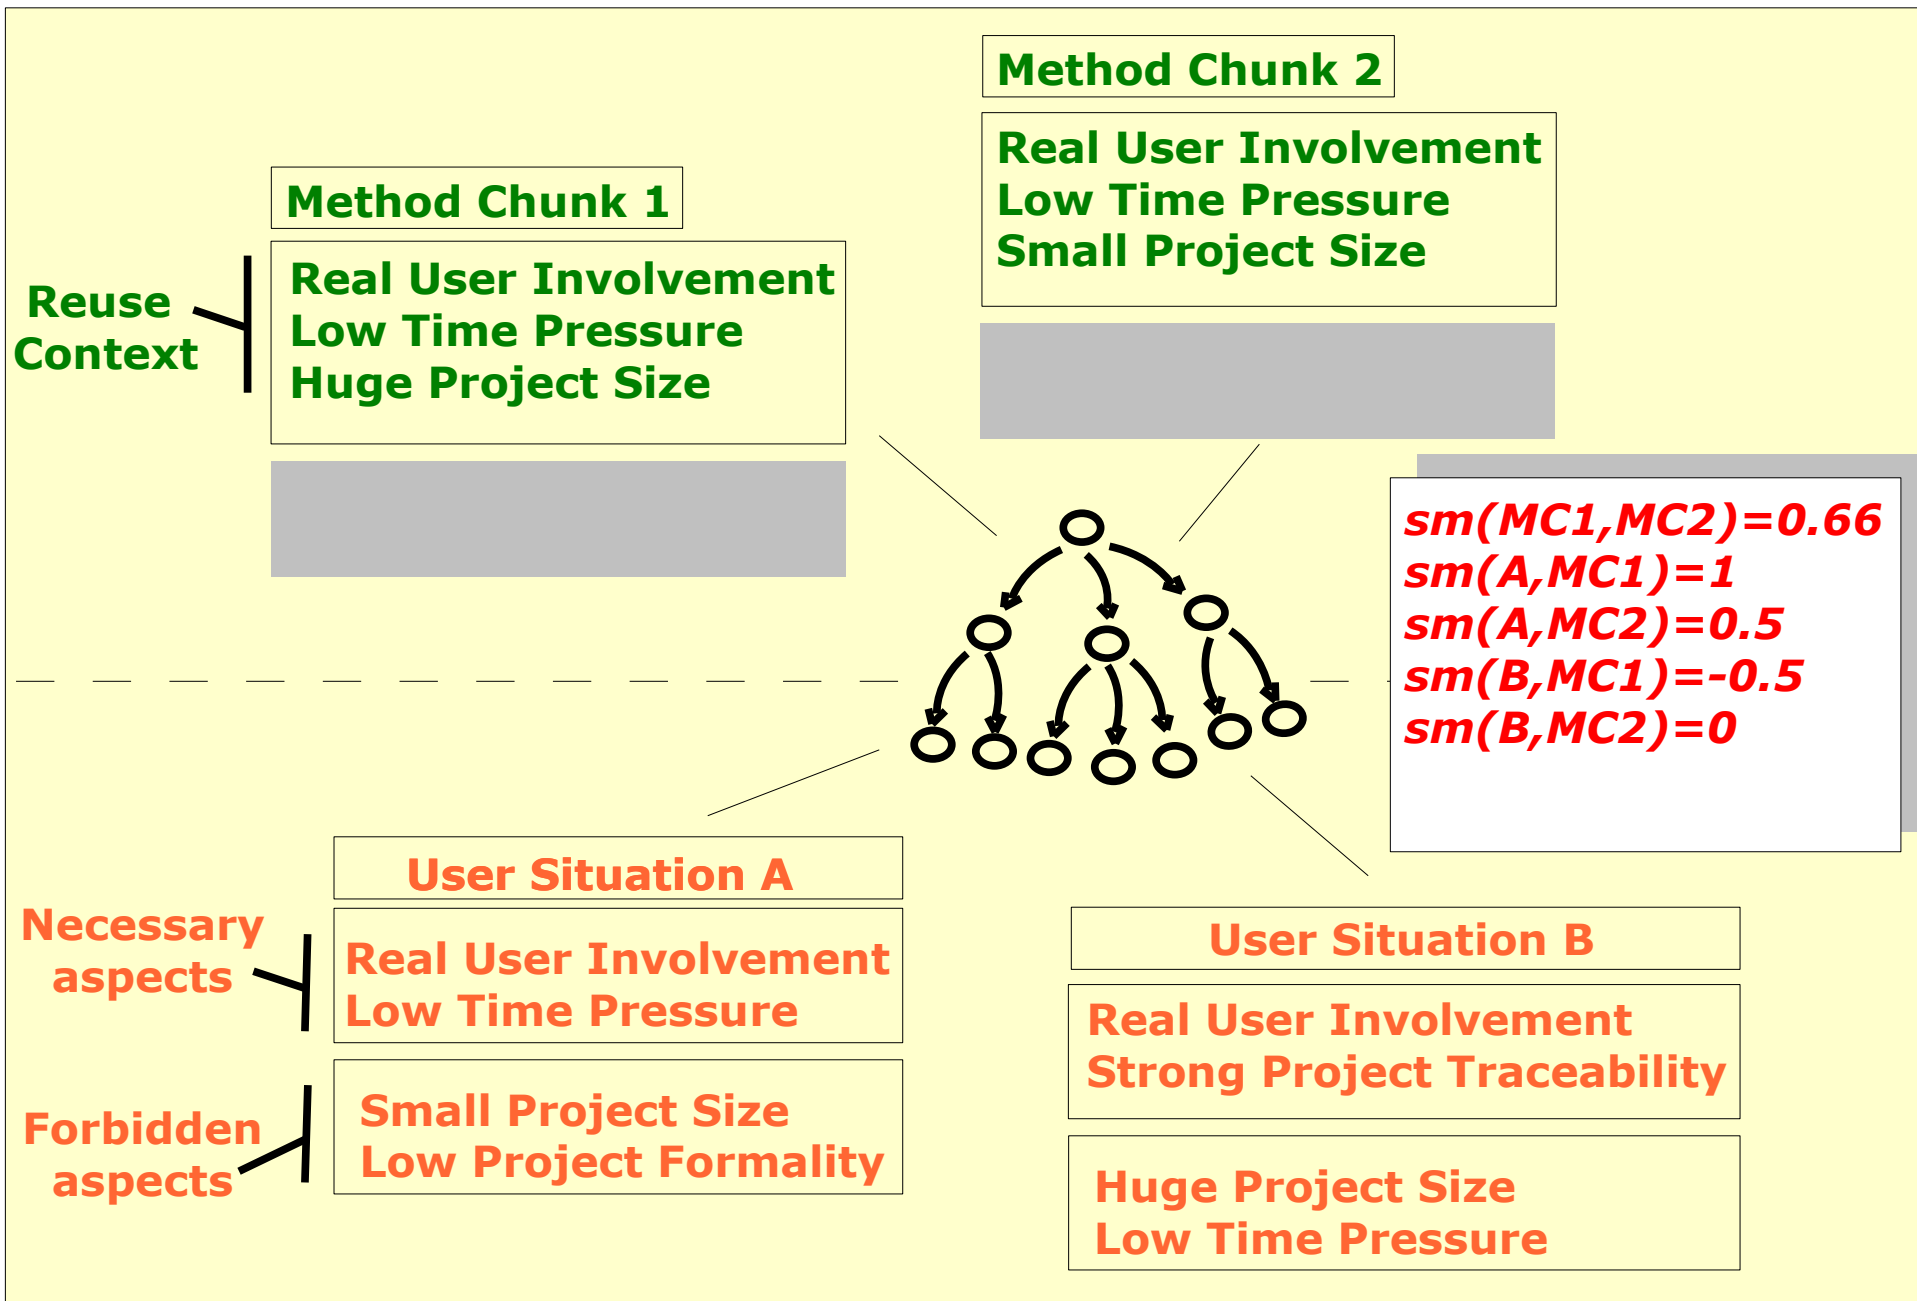 Method Chunk 2
Real User Involvement
Low Time Pressure
Small Project Size
Method Chunk 1
Real User Involvement
Low Time Pressure
Huge Project Size
Reuse
Context
sm(MC1,MC2)=0.66
sm(A,MC1)=1
sm(A,MC2)=0.5
sm(B,MC1)=-0.5
sm(B,MC2)=0
User Situation A
Necessary
aspects
Real User Involvement
Low Time Pressure
Forbidden
aspects
Small Project Size
Low Project Formality
User Situation B
Real User Involvement
Strong Project Traceability
Huge Project Size
Low Time Pressure